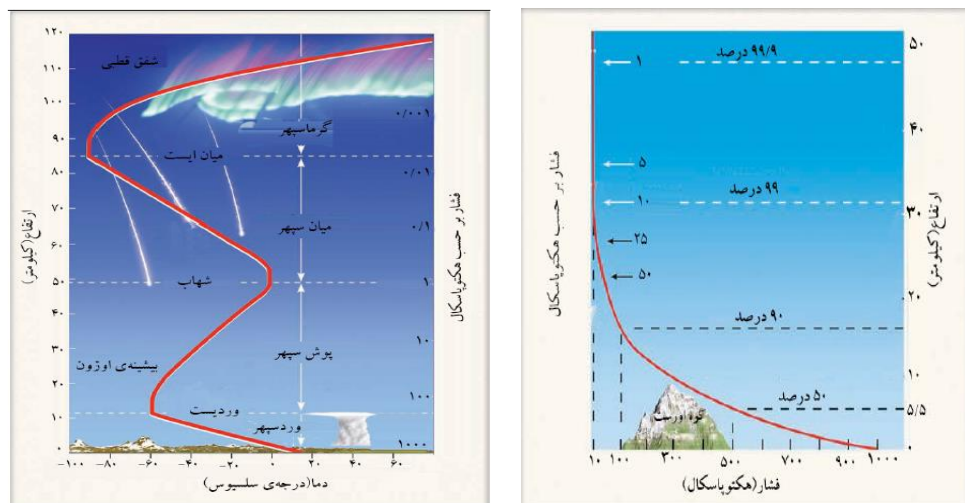 ۱۲۰
۱۱۰
۱۰۰
۹۰
۸۰
۷۰
۶۰
۵۰
۴۰
۳۰
۲۰
۱۰
۰
ارتفاع(کیلومتر)
شفق قطبی
گرماسپهر
میان ایست
میان سپهر
شهاب
پوش سپهر
بیشینه‌ی اوزون
وردیست
وردسپهر
۰/۰۰۱
۰/۰۱
۰/۱
۱
۱۰
۱۰۰
۱۰۰۰
فشار بر حسب هکتوپاسکال
−۱۰۰ −۸۰ −۶۰ −۴۰ −۲۰ ۰ ۲۰ ۴۰ ۶۰
دما(درجه‌ی سلسیوس)
فشار بر حسب هکتوپاسکال
۹۹/۹ درصد
۱
۵
۹۹ درصد
۱۰
۲۵
۵۰
۹۰ درصد
۵۰ درصد
کوه اورست
۵۰
۴۰
۳۰
۲۰
۱۰
۵/۵
۰
ارتفاع (کیلومتر)
۱۰ ۱۰۰ ۳۰۰ ۵۰۰ ۷۰۰ ۹۰۰ ۱۰۰۰
فشار(هکتوپاسکال)